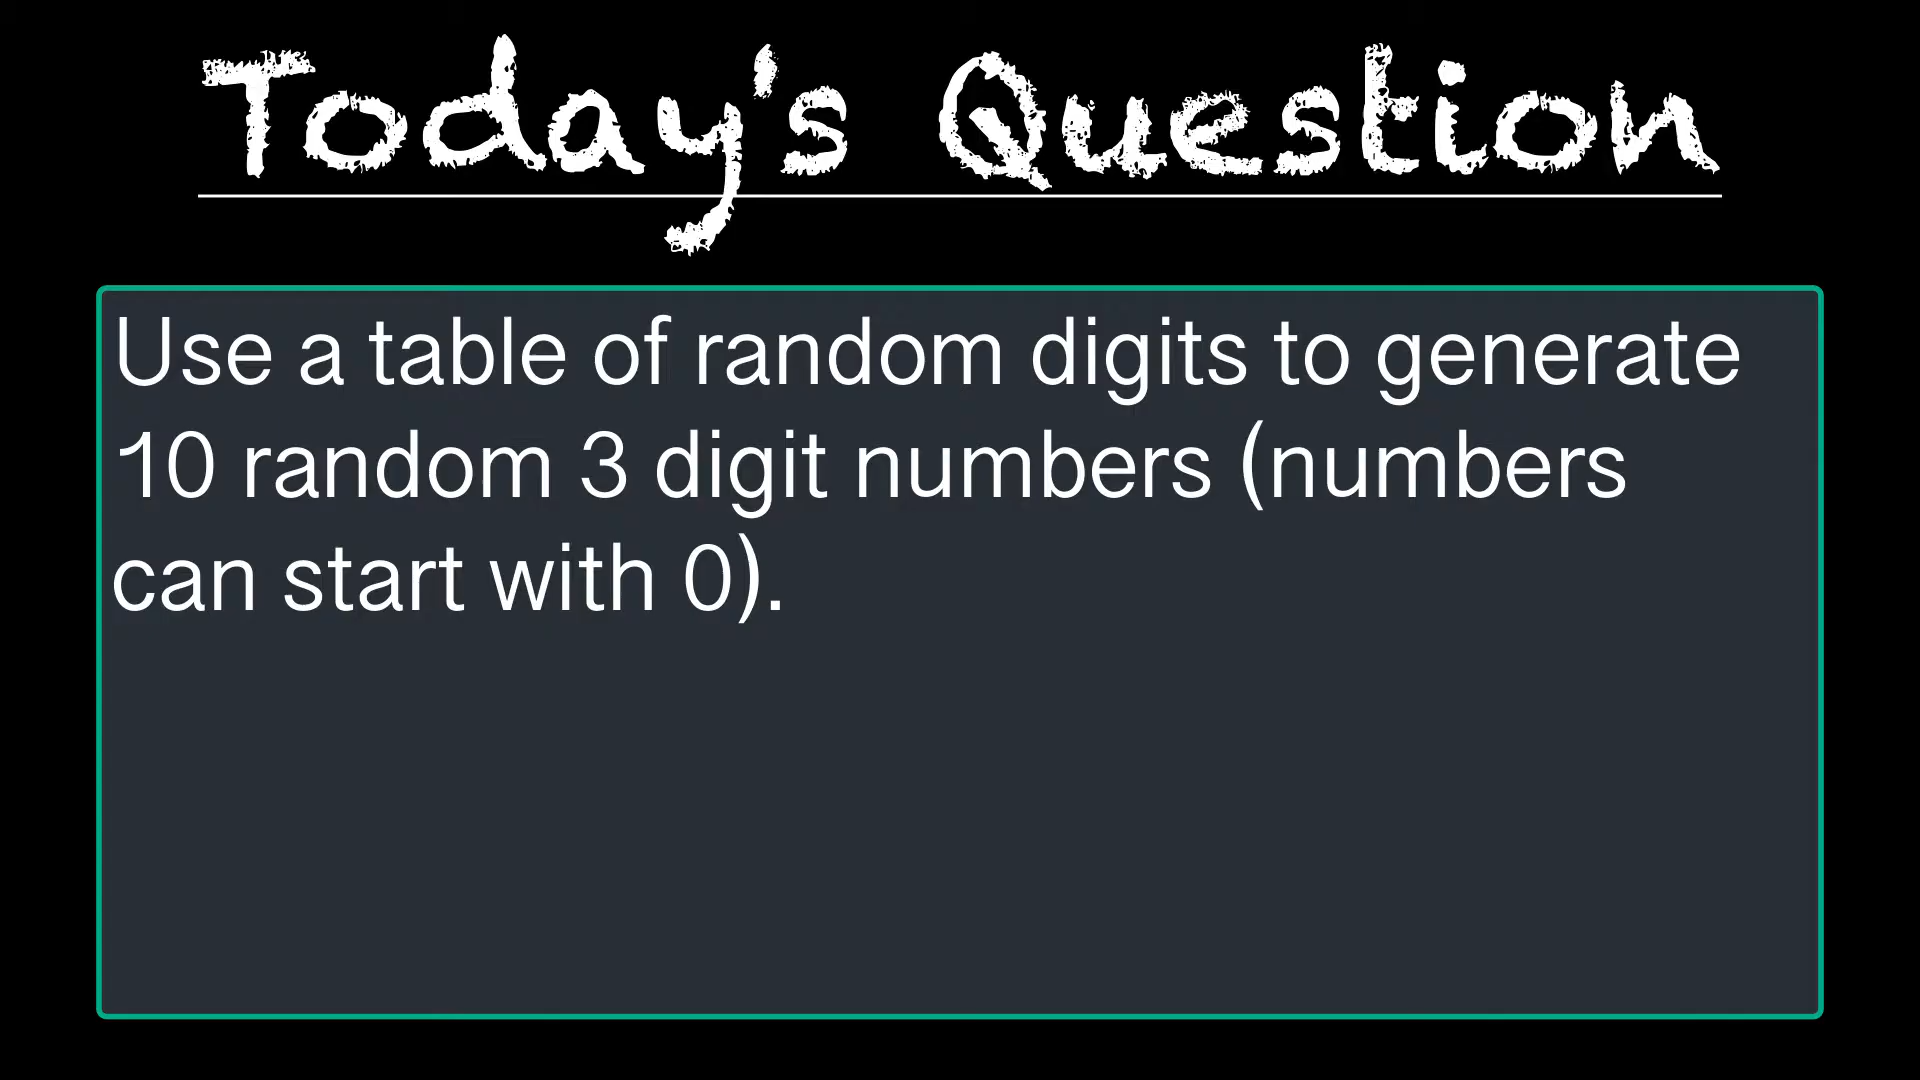 Today's Question
Use a table of random digits to generate
10 random 3 digit numbers (numbers
can start with 0).